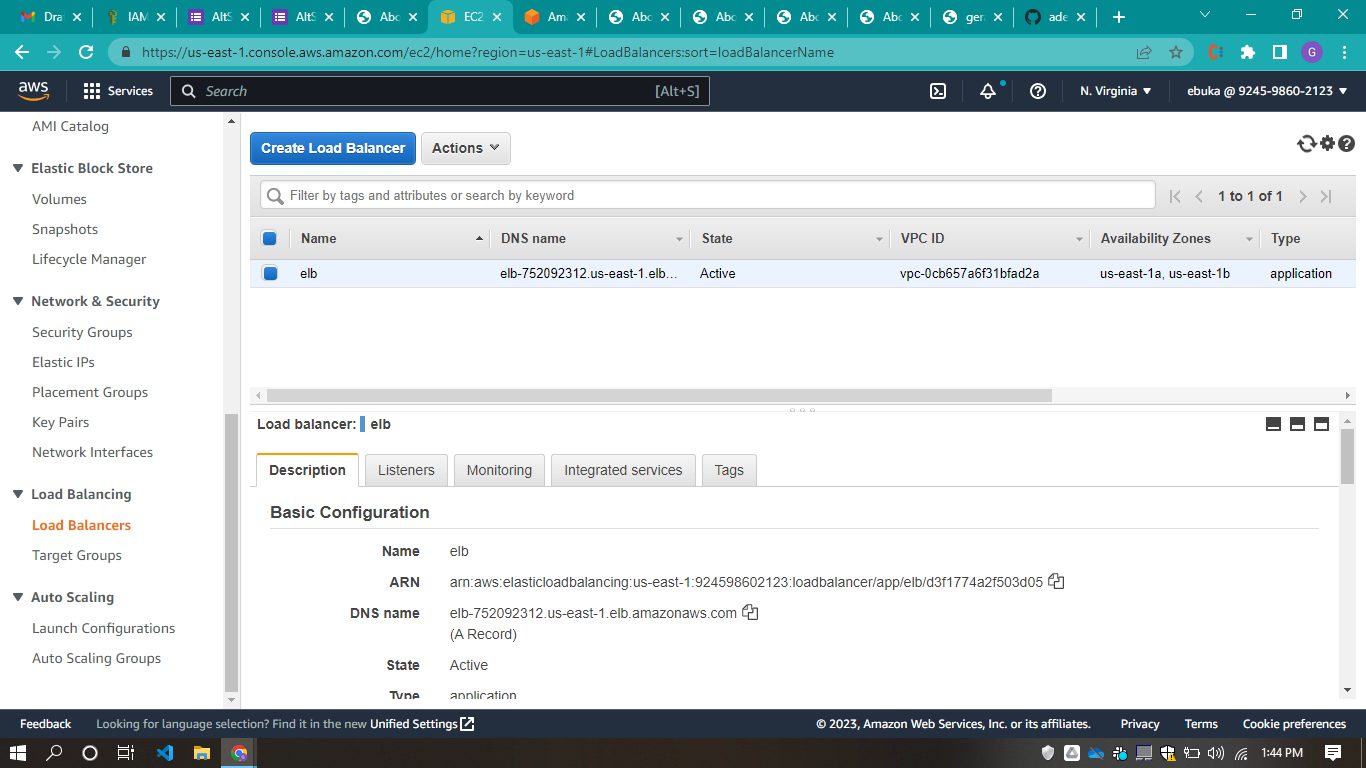 Draf
IAM
AltS
AltS
Abo
EC2
Ama
Abo
Abo
Abo
Abo
gera
ade
https://us-east-1.console.aws.amazon.com/ec2/home?region=us-east-1#LoadBalancers:sort=loadBalancerName
G
aws
Services
Search
[Alt+S]
N. Virginia
ebuka @ 9245-9860-2123
AMI Catalog
Elastic Block Store
Volumes
Snapshots
Lifecycle Manager
Network & Security
Security Groups
Elastic IPs
Placement Groups
Key Pairs
Network Interfaces
Load Balancing
Load Balancers
Target Groups
Auto Scaling
Launch Configurations
Auto Scaling Groups
Create Load Balancer
Actions
Filter by tags and attributes or search by keyword
1 to 1 of 1
Name DNS name State VPC ID Availability Zones Type
elb elb-752092312.us-east-1.elb... Active vpc-0cb657a6f31bfad2a us-east-1a, us-east-1b application
Load balancer: elb
Description Listeners Monitoring Integrated services Tags
Basic Configuration
Name elb
ARN arn:aws:elasticloadbalancing:us-east-1:924598602123:loadbalancer/app/elb/d3f1774a2f503d05
DNS name elb-752092312.us-east-1.elb.amazonaws.com
(A Record)
State Active
Type application
Feedback Looking for language selection? Find it in the new Unified Settings © 2023, Amazon Web Services, Inc. or its affiliates. Privacy Terms Cookie preferences
1:44 PM